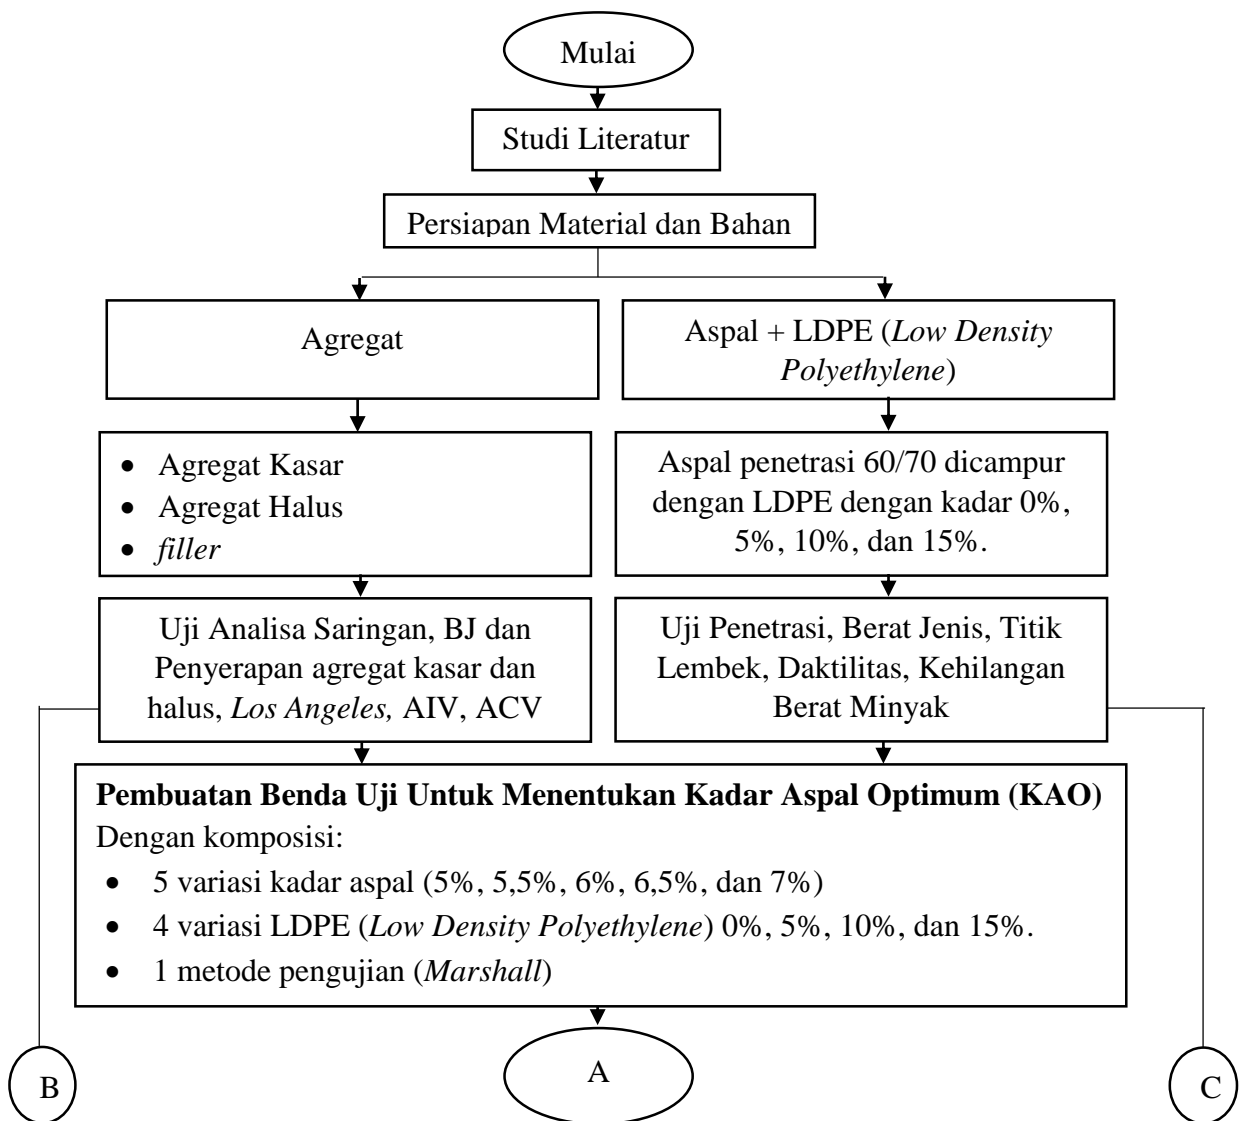 Mulai
Studi Literatur
Persiapan Material dan Bahan
Agregat
Aspal + LDPE (Low Density
Polyethylene)
• Agregat Kasar
• Agregat Halus
• filler
Aspal penetrasi 60/70 dicampur
dengan LDPE dengan kadar 0%,
5%, 10%, dan 15%.
Uji Analisa Saringan, BJ dan
Penyerapan agregat kasar dan
halus, Los Angeles, AIV, ACV
Uji Penetrasi, Berat Jenis, Titik
Lembek, Daktilitas, Kehilangan
Berat Minyak
Pembuatan Benda Uji Untuk Menentukan Kadar Aspal Optimum (KAO)
Dengan komposisi:
• 5 variasi kadar aspal (5%, 5,5%, 6%, 6,5%, dan 7%)
• 4 variasi LDPE (Low Density Polyethylene) 0%, 5%, 10%, dan 15%.
• 1 metode pengujian (Marshall)
B
A
C